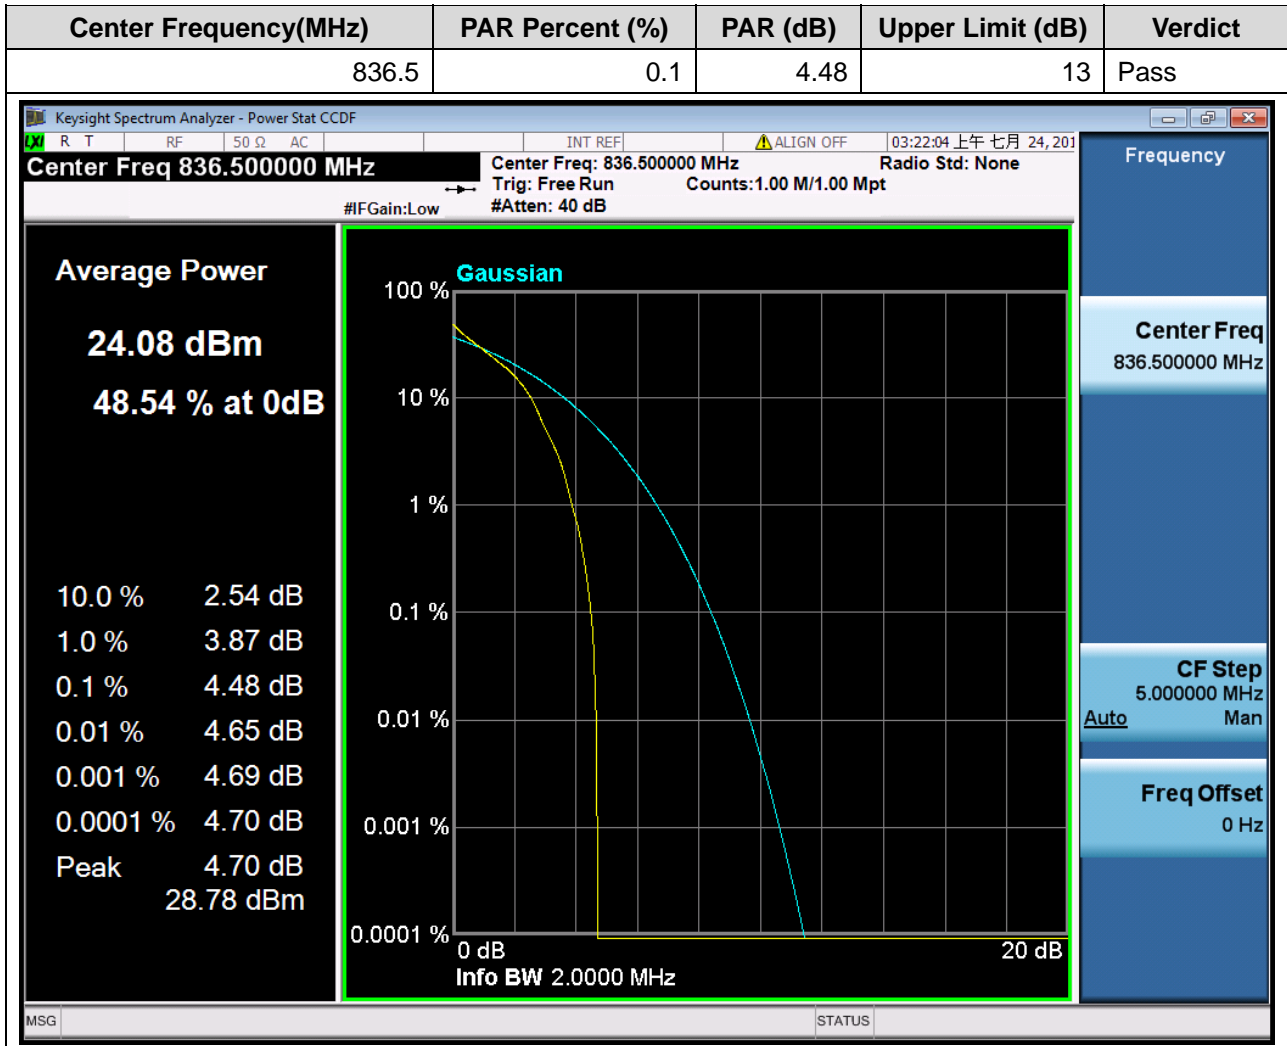 Center Frequency(MHz) PAR Percent (%) PAR (dB) Upper Limit (dB) Verdict
836.5 0.1 4.48 13 Pass
Keysight Spectrum Analyzer - Power Stat CCDF
LXI R T RF 50 Ω AC INT REF ALIGN OFF 03:22:04 上午 七月 24, 201
Center Freq 836.500000 MHz
Center Freq: 836.500000 MHz Radio Std: None
Trig: Free Run Counts:1.00 M/1.00 Mpt
#IFGain:Low #Atten: 40 dB
Average Power
24.08 dBm
48.54 % at 0dB
10.0 % 2.54 dB
1.0 % 3.87 dB
0.1 % 4.48 dB
0.01 % 4.65 dB
0.001 % 4.69 dB
0.0001 % 4.70 dB
Peak 4.70 dB
28.78 dBm
Gaussian
100 %
10 %
1 %
0.1 %
0.01 %
0.001 %
0.0001 %
0 dB 20 dB
Info BW 2.0000 MHz
Frequency
Center Freq
836.500000 MHz
CF Step
5.000000 MHz
Auto Man
Freq Offset
0 Hz
MSG STATUS